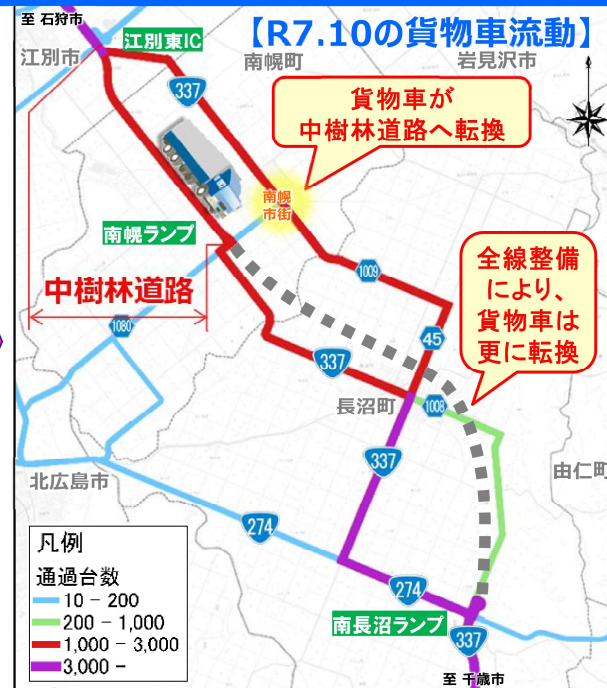 【R7.10の貨物車流動】
至 石狩市
江別東IC
江別市
南幌町
岩見沢市
337
貨物車が
中樹林道路へ転換
南幌
市街
南幌ランプ
中樹林道路
1009
全線整備
により、
貨物車は
更に転換
1080
45
337
長沼町
1008
337
由仁町
北広島市
274
274
南長沼ランプ
337
至 千歳市
凡例
通過台数
10 - 200
200 - 1,000
1,000 - 3,000
3,000 -